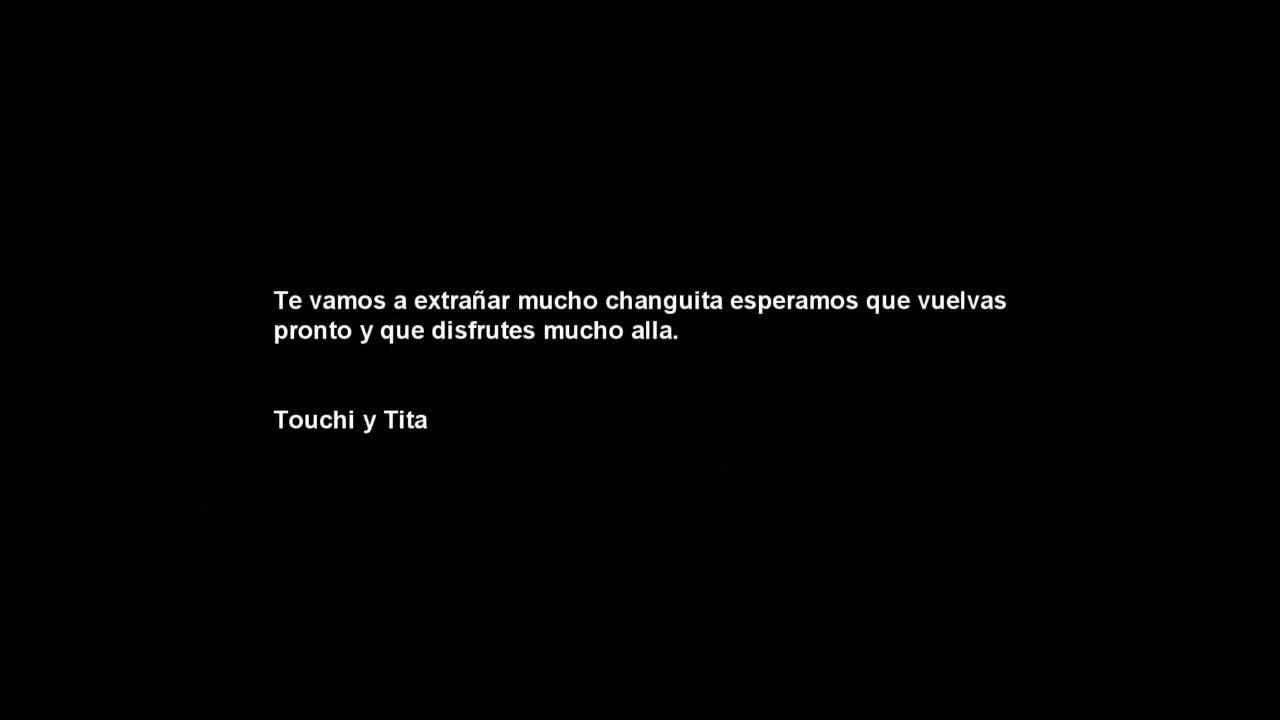 Te vamos a extrañar mucho changuita esperamos que vuelvas
pronto y que disfrutes mucho alla.
Touchi y Tita